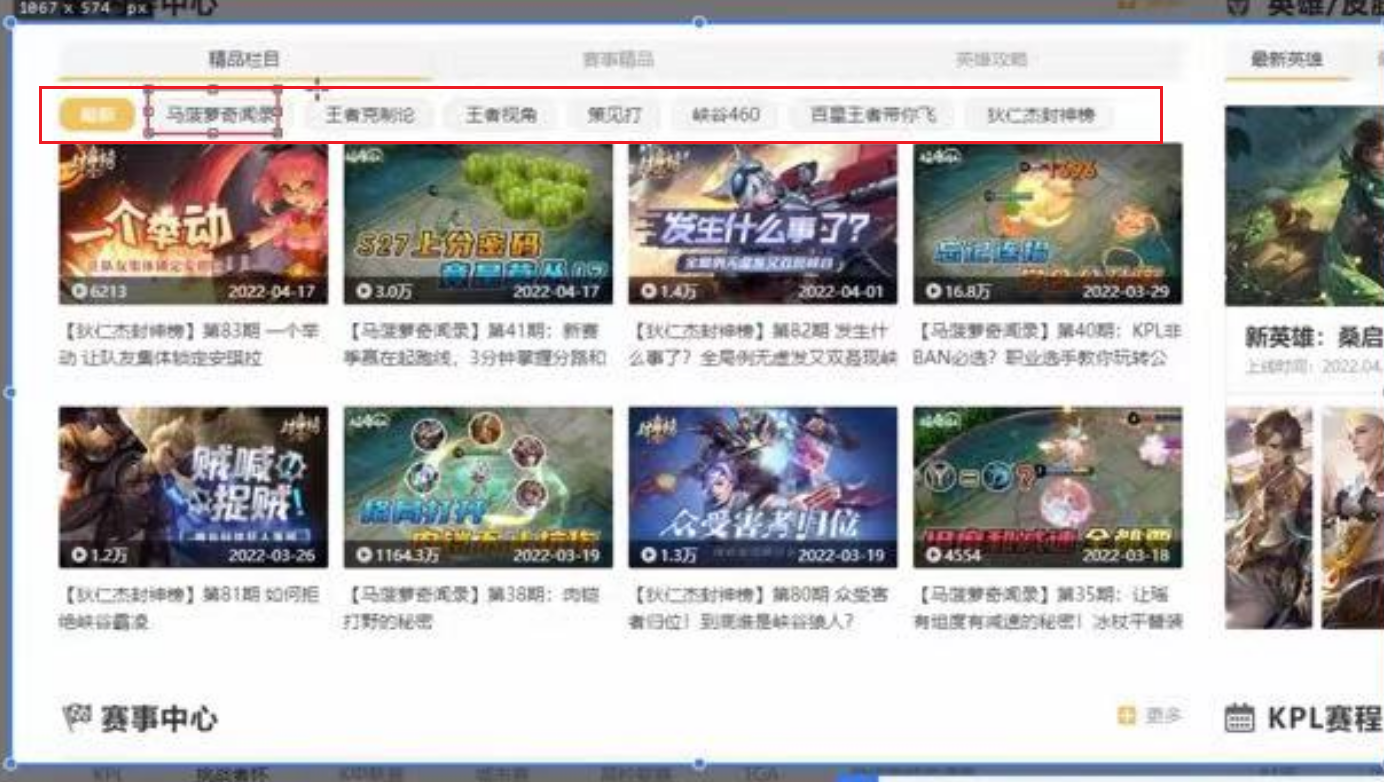 1067 x 574 px
中心
英雄/皮肤
精品栏目 赛事精品 英雄攻略
最新英雄
最新 马菠萝奇闻录 王者克制论 王者视角 策见打 峡谷460 百星王者带你飞 狄仁杰封神榜
一个举动
6213 2022-04-17
S27上分密码
3.0万 2022-04-17
发生什么事了?
1.4万 2022-04-01
16.8万 2022-03-29
【狄仁杰封神榜】第83期 一个举
动 让队友集体锁定安琪拉
【马菠萝奇闻录】第41期：新赛
季赢在起跑线，3分钟掌握分路和
【狄仁杰封神榜】第82期 发生什
么事了？全局例无虚发又双叒现峡
【马菠萝奇闻录】第40期：KPL非
BAN必选？职业选手教你玩转公
新英雄：桑启
上线时间：2022.04.
贼喊
捉贼!
1.2万 2022-03-26
1164.3万 2022-03-19
众受害者归位
1.3万 2022-03-19
4554 2022-03-18
【狄仁杰封神榜】第81期 如何拒
绝峡谷霸凌
【马菠萝奇闻录】第38期：肉铠
打野的秘密
【狄仁杰封神榜】第80期 众受害
者归位！到底谁是峡谷狼人？
【马菠萝奇闻录】第35期：让瑶
有坦度有减速的秘密！冰杖平替装
赛事中心 更多
KPL赛程
KPL 挑战者杯 TGA